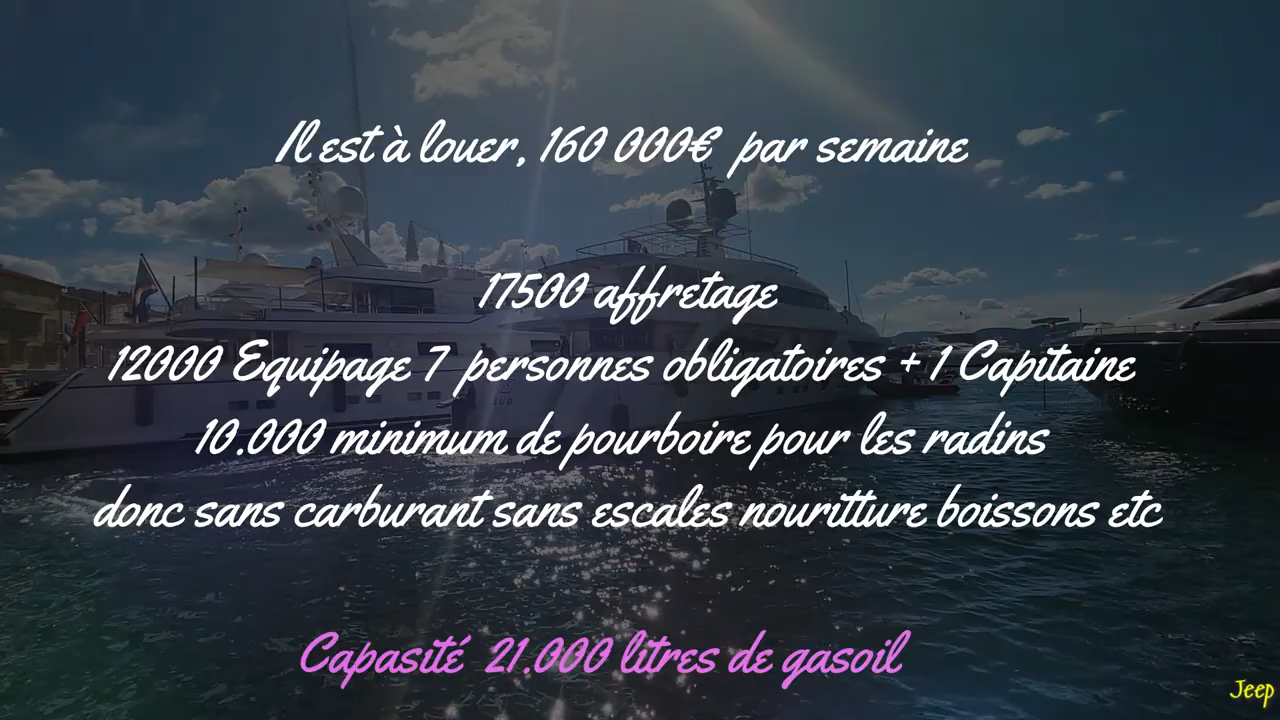 Il est à louer, 160 000€ par semaine
17500 affretage
12000 Equipage 7 personnes obligatoires + 1 Capitaine
10.000 minimum de pourboire pour les radins
donc sans carburant sans escales nouritture boissons etc
Capasité 21.000 litres de gasoil
Jeep